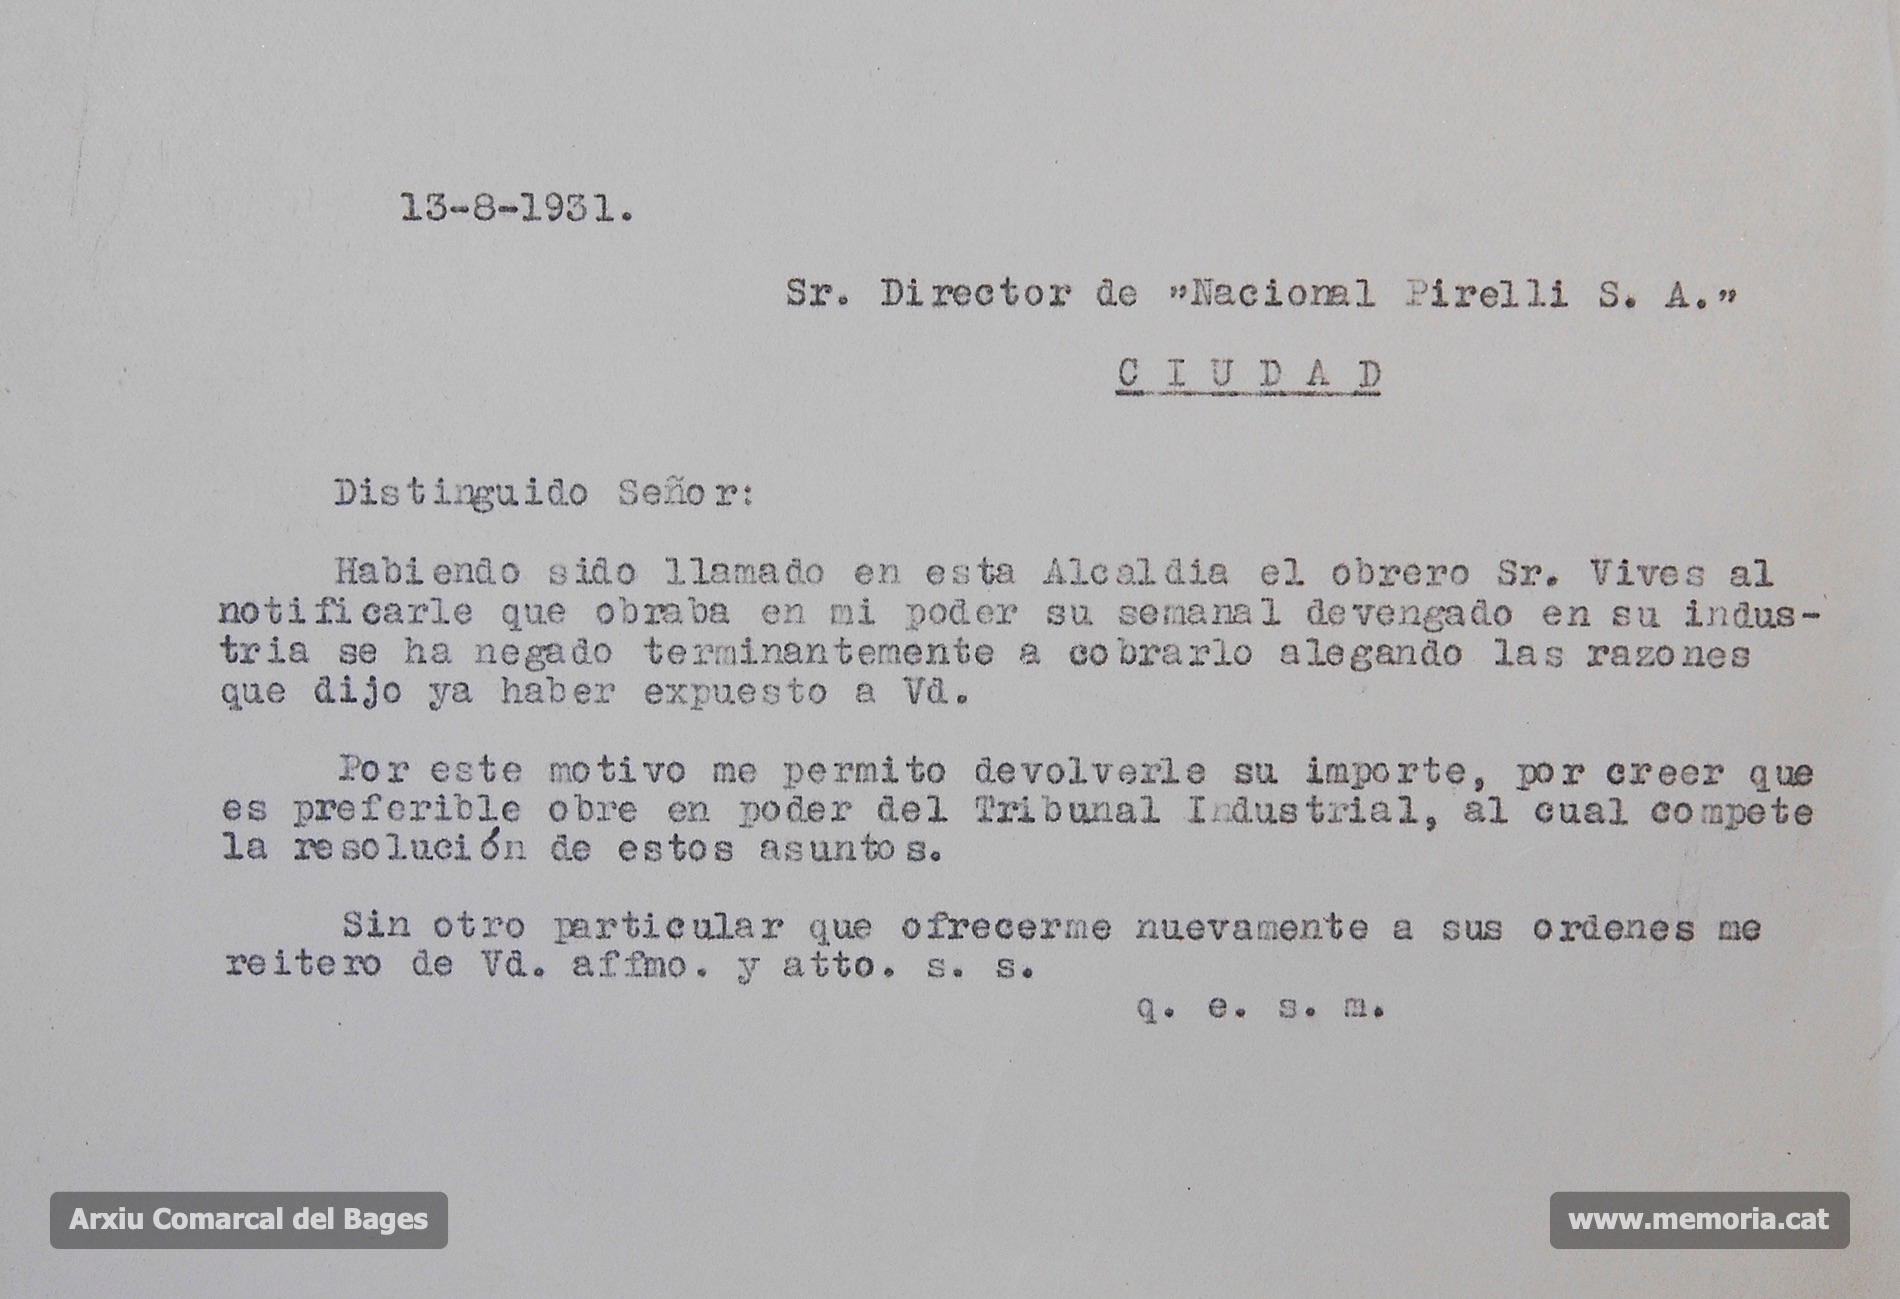 13-8-1931.
Sr. Director de "Nacional Pirelli S. A."
C I U D A D
Distinguido Señor:
Habiendo sido llamado en esta Alcaldia el obrero Sr. Vives al
notificarle que obraba en mi poder su semanal devengado en su indus-
tria se ha negado terminantemente a cobrarlo alegando las razones
que dijo ya haber expuesto a Vd.
Por este motivo me permito devolverle su importe, por creer que
es preferible obre en poder del Tribunal Industrial, al cual compete
la resolución de estos asuntos.
Sin otro particular que ofrecerme nuevamente a sus ordenes me
reitero de Vd. affmo. y atto. s. s.
q. e. s. m.
Arxiu Comarcal del Bages
www.memoria.cat